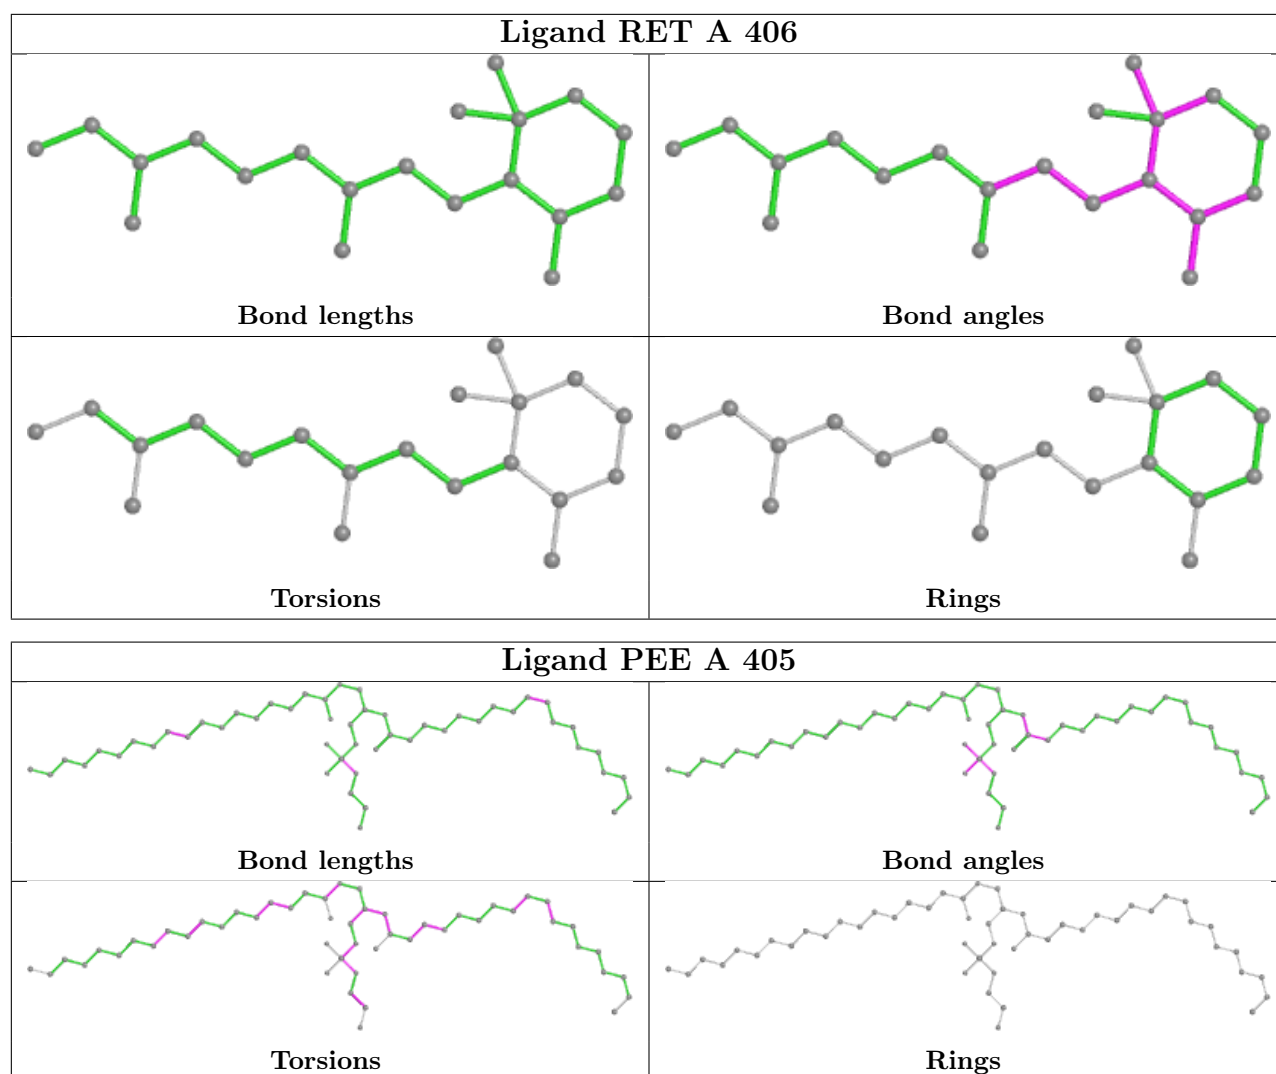 Ligand RET A 406
Bond lengths
Bond angles
Torsions
Rings
Ligand PEE A 405
Bond lengths
Bond angles
Torsions
Rings